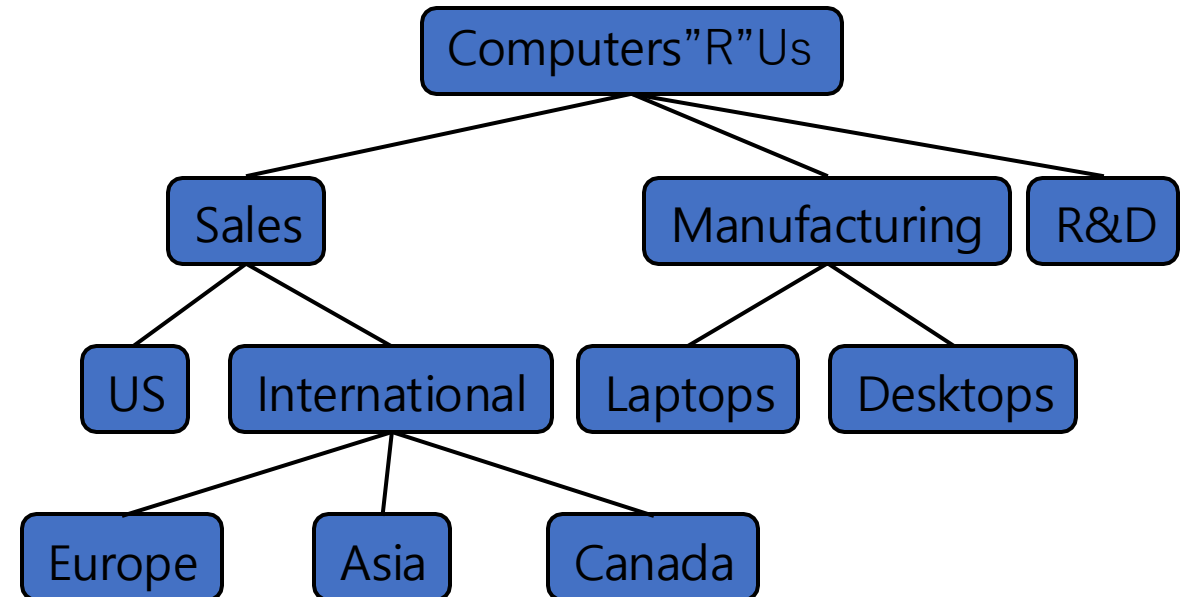 Computers”R”Us
Sales
Manufacturing
R&D
US
International
Laptops
Desktops
Europe
Asia
Canada